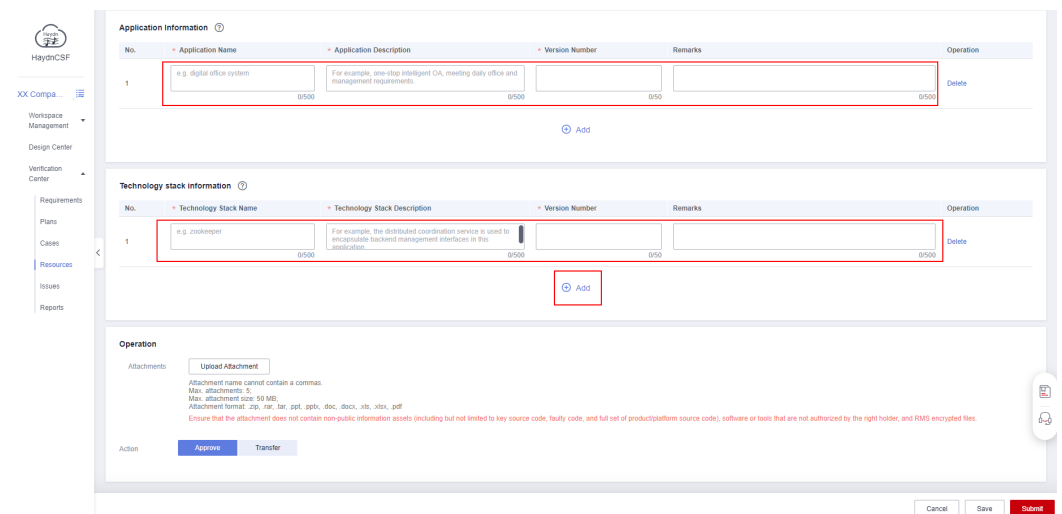 Haydn
HaydnCSF
XX Compa...
Workspace
Management
Design Center
Verification
Center
Requirements
Plans
Cases
Resources
Issues
Reports
Application Information ?
No. * Application Name * Application Description * Version Number Remarks Operation
1 e.g. digital office system For example, one-stop intelligent OA, meeting daily office and Delete
management requirements.
0/500 0/500 0/50 0/500
Add
Technology stack information ?
No. * Technology Stack Name * Technology Stack Description * Version Number Remarks Operation
1 e.g. zookeeper For example, the distributed coordination service is used to Delete
encapsulate backend management interfaces in this
application
0/500 0/500 0/50 0/500
Add
Operation
Attachments Upload Attachment
Attachment name cannot contain a commas.
Max. attachments: 5;
Max. attachment size: 50 MB;
Attachment format: .zip, .rar, .tar, .ppt, .pptx, .doc, .docx, .xls, .xlsx, .pdf
Ensure that the attachment does not contain non-public information assets (including but not limited to key source code, faulty code, and full set of product/platform source code), software or tools that are not authorized by the right holder, and RMS encrypted files.
Action Approve Transfer
Cancel Save Submit